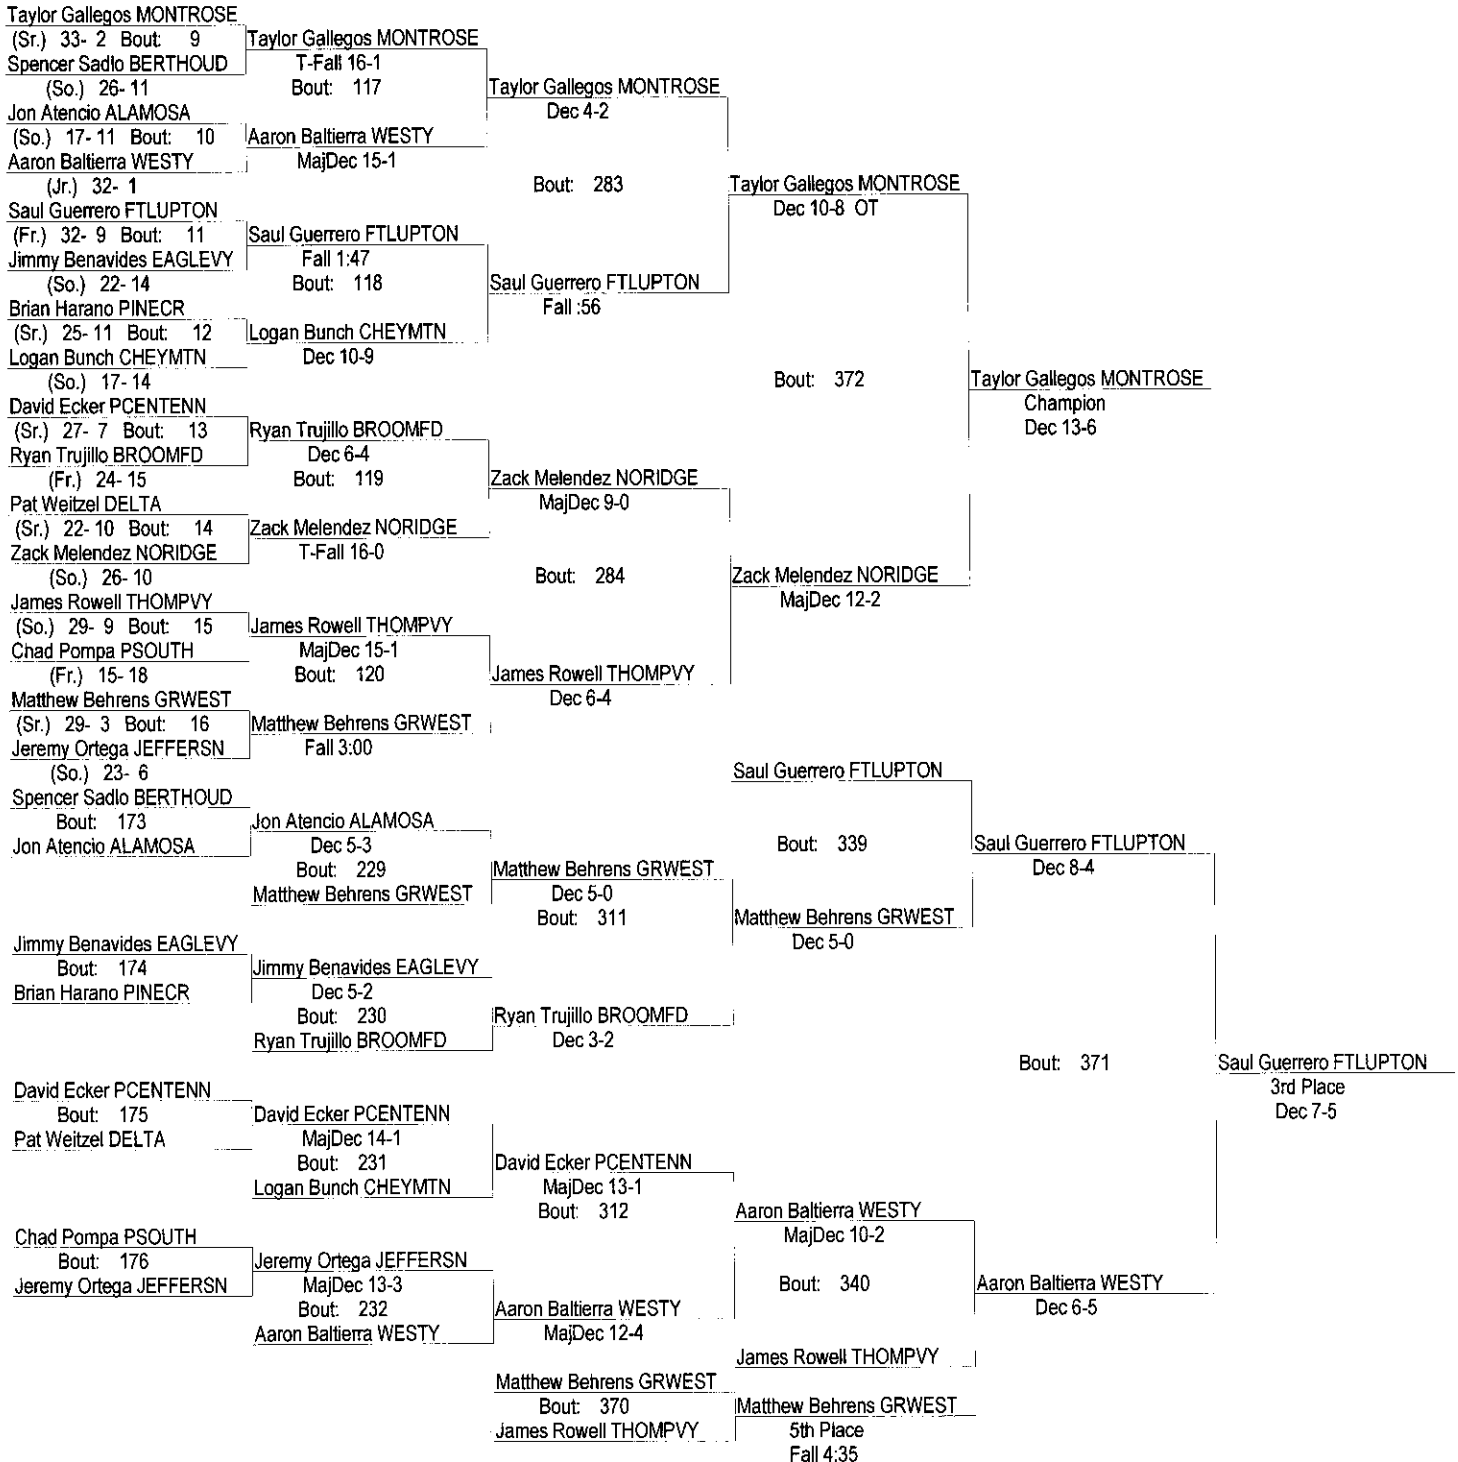 Taylor Gallegos MONTROSE
(Sr.) 33- 2 Bout: 9
Spencer Sadlo BERTHOUD
(So.) 26- 11
Jon Atencio ALAMOSA
(So.) 17- 11 Bout: 10
Aaron Baltierra WESTY
(Jr.) 32- 1
Saul Guerrero FTLUPTON
(Fr.) 32- 9 Bout: 11
Jimmy Benavides EAGLEVY
(So.) 22- 14
Brian Harano PINECR
(Sr.) 25- 11 Bout: 12
Logan Bunch CHEYMTN
(So.) 17- 14
David Ecker PCENTENN
(Sr.) 27- 7 Bout: 13
Ryan Trujillo BROOMFD
(Fr.) 24- 15
Pat Weitzel DELTA
(Sr.) 22- 10 Bout: 14
Zack Melendez NORIDGE
(So.) 26- 10
James Rowell THOMPVY
(So.) 29- 9 Bout: 15
Chad Pompa PSOUTH
(Fr.) 15- 18
Matthew Behrens GRWEST
(Sr.) 29- 3 Bout: 16
Jeremy Ortega JEFFERSN
(So.) 23- 6
Taylor Gallegos MONTROSE
T-Fall 16-1
Bout: 117
Aaron Baltierra WESTY
MajDec 15-1
Saul Guerrero FTLUPTON
Fall 1:47
Bout: 118
Logan Bunch CHEYMTN
Dec 10-9
Ryan Trujillo BROOMFD
Dec 6-4
Bout: 119
Zack Melendez NORIDGE
T-Fall 16-0
James Rowell THOMPVY
MajDec 15-1
Bout: 120
Matthew Behrens GRWEST
Fall 3:00
Taylor Gallegos MONTROSE
Dec 4-2
Bout: 283
Saul Guerrero FTLUPTON
Fall :56
Zack Melendez NORIDGE
MajDec 9-0
Bout: 284
James Rowell THOMPVY
Dec 6-4
Taylor Gallegos MONTROSE
Dec 10-8 OT
Bout: 372
Zack Melendez NORIDGE
MajDec 12-2
Taylor Gallegos MONTROSE
Champion
Dec 13-6
Spencer Sadlo BERTHOUD
Bout: 173
Jon Atencio ALAMOSA
Jimmy Benavides EAGLEVY
Bout: 174
Brian Harano PINECR
David Ecker PCENTENN
Bout: 175
Pat Weitzel DELTA
Chad Pompa PSOUTH
Bout: 176
Jeremy Ortega JEFFERSN
Jon Atencio ALAMOSA
Dec 5-3
Bout: 229
Matthew Behrens GRWEST
Jimmy Benavides EAGLEVY
Dec 5-2
Bout: 230
Ryan Trujillo BROOMFD
David Ecker PCENTENN
MajDec 14-1
Bout: 231
Logan Bunch CHEYMTN
Jeremy Ortega JEFFERSN
MajDec 13-3
Bout: 232
Aaron Baltierra WESTY
Matthew Behrens GRWEST
Dec 5-0
Bout: 311
Ryan Trujillo BROOMFD
Dec 3-2
David Ecker PCENTENN
MajDec 13-1
Bout: 312
Aaron Baltierra WESTY
MajDec 12-4
Saul Guerrero FTLUPTON
Bout: 339
Matthew Behrens GRWEST
Dec 5-0
Aaron Baltierra WESTY
MajDec 10-2
Bout: 340
James Rowell THOMPVY
Saul Guerrero FTLUPTON
Dec 8-4
Bout: 371
Aaron Baltierra WESTY
Dec 6-5
Saul Guerrero FTLUPTON
3rd Place
Dec 7-5
Matthew Behrens GRWEST
Bout: 370
James Rowell THOMPVY
Matthew Behrens GRWEST
5th Place
Fall 4:35